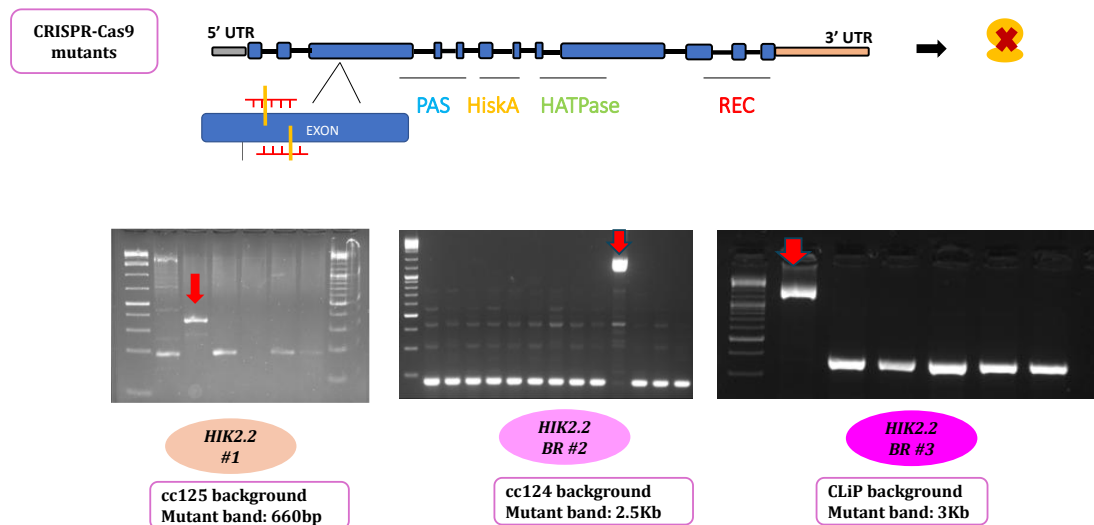 CRISPR-Cas9
mutants
5’ UTR
3’ UTR
PAS
HiskA
HATPase
REC
EXON
HIK2.2
#1
HIK2.2
BR #2
HIK2.2
BR #3
cc125 background
Mutant band: 660bp
cc124 background
Mutant band: 2.5Kb
CLiP background
Mutant band: 3Kb